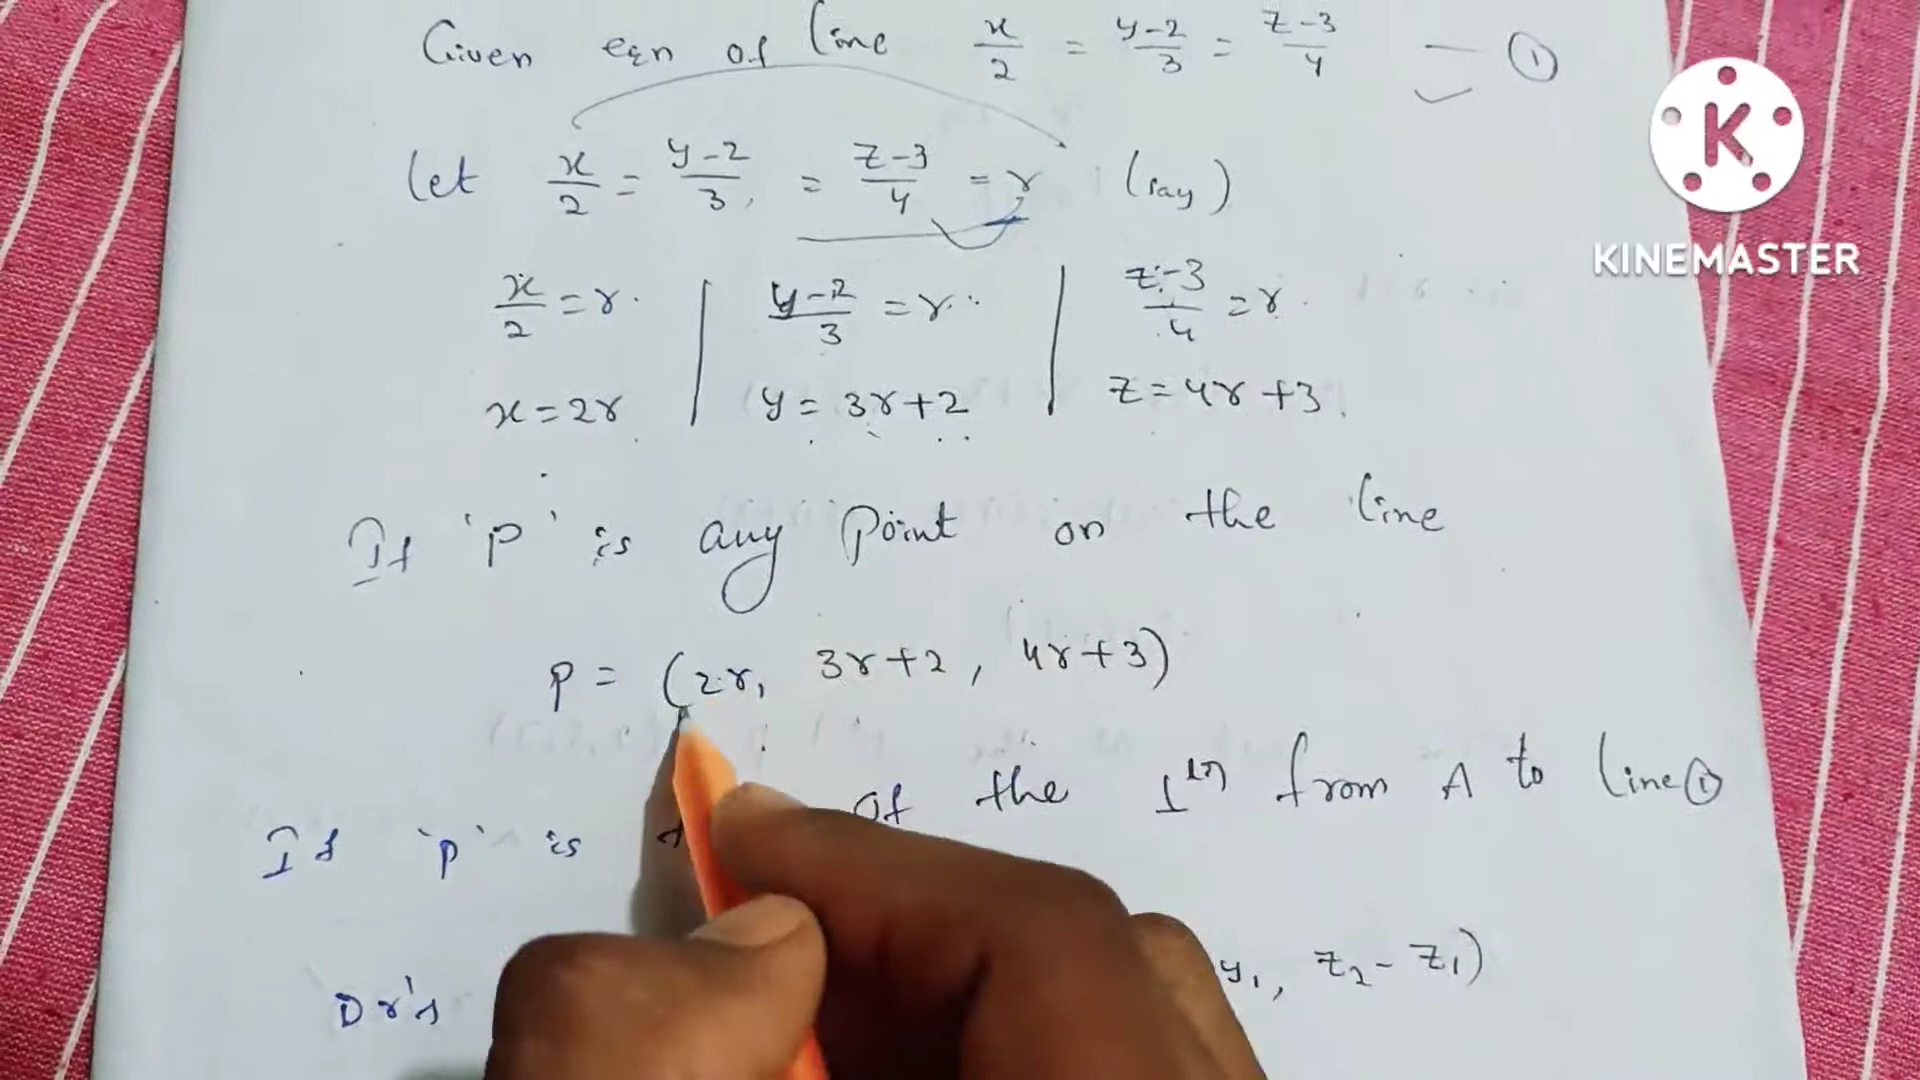 Given eqn of line x/2 = y-2/3 = z-3/4 — ①
Let x/2 = y-2/3 = z-3/4 = r (say)
x/2 = r | y-2/3 = r | z-3/4 = r
x = 2r | y = 3r+2 | z = 4r+3
If 'P' is any Point on the line
P = (2r, 3r+2, 4r+3)
If 'P' is of the ⊥lr from A to line ①
Dr's y₁, z₂ - z₁)
K
KINEMASTER